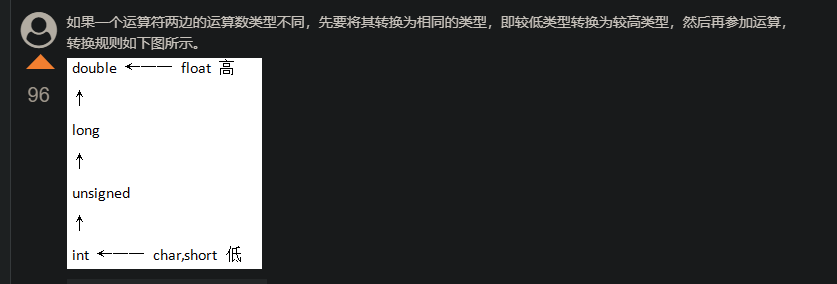 如果一个运算符两边的运算数类型不同，先要将其转换为相同的类型，即较低类型转换为较高类型，然后再参加运算，
转换规则如下图所示。
double ←—— float 高
↑
96
long
↑
unsigned
↑
int ←—— char,short 低